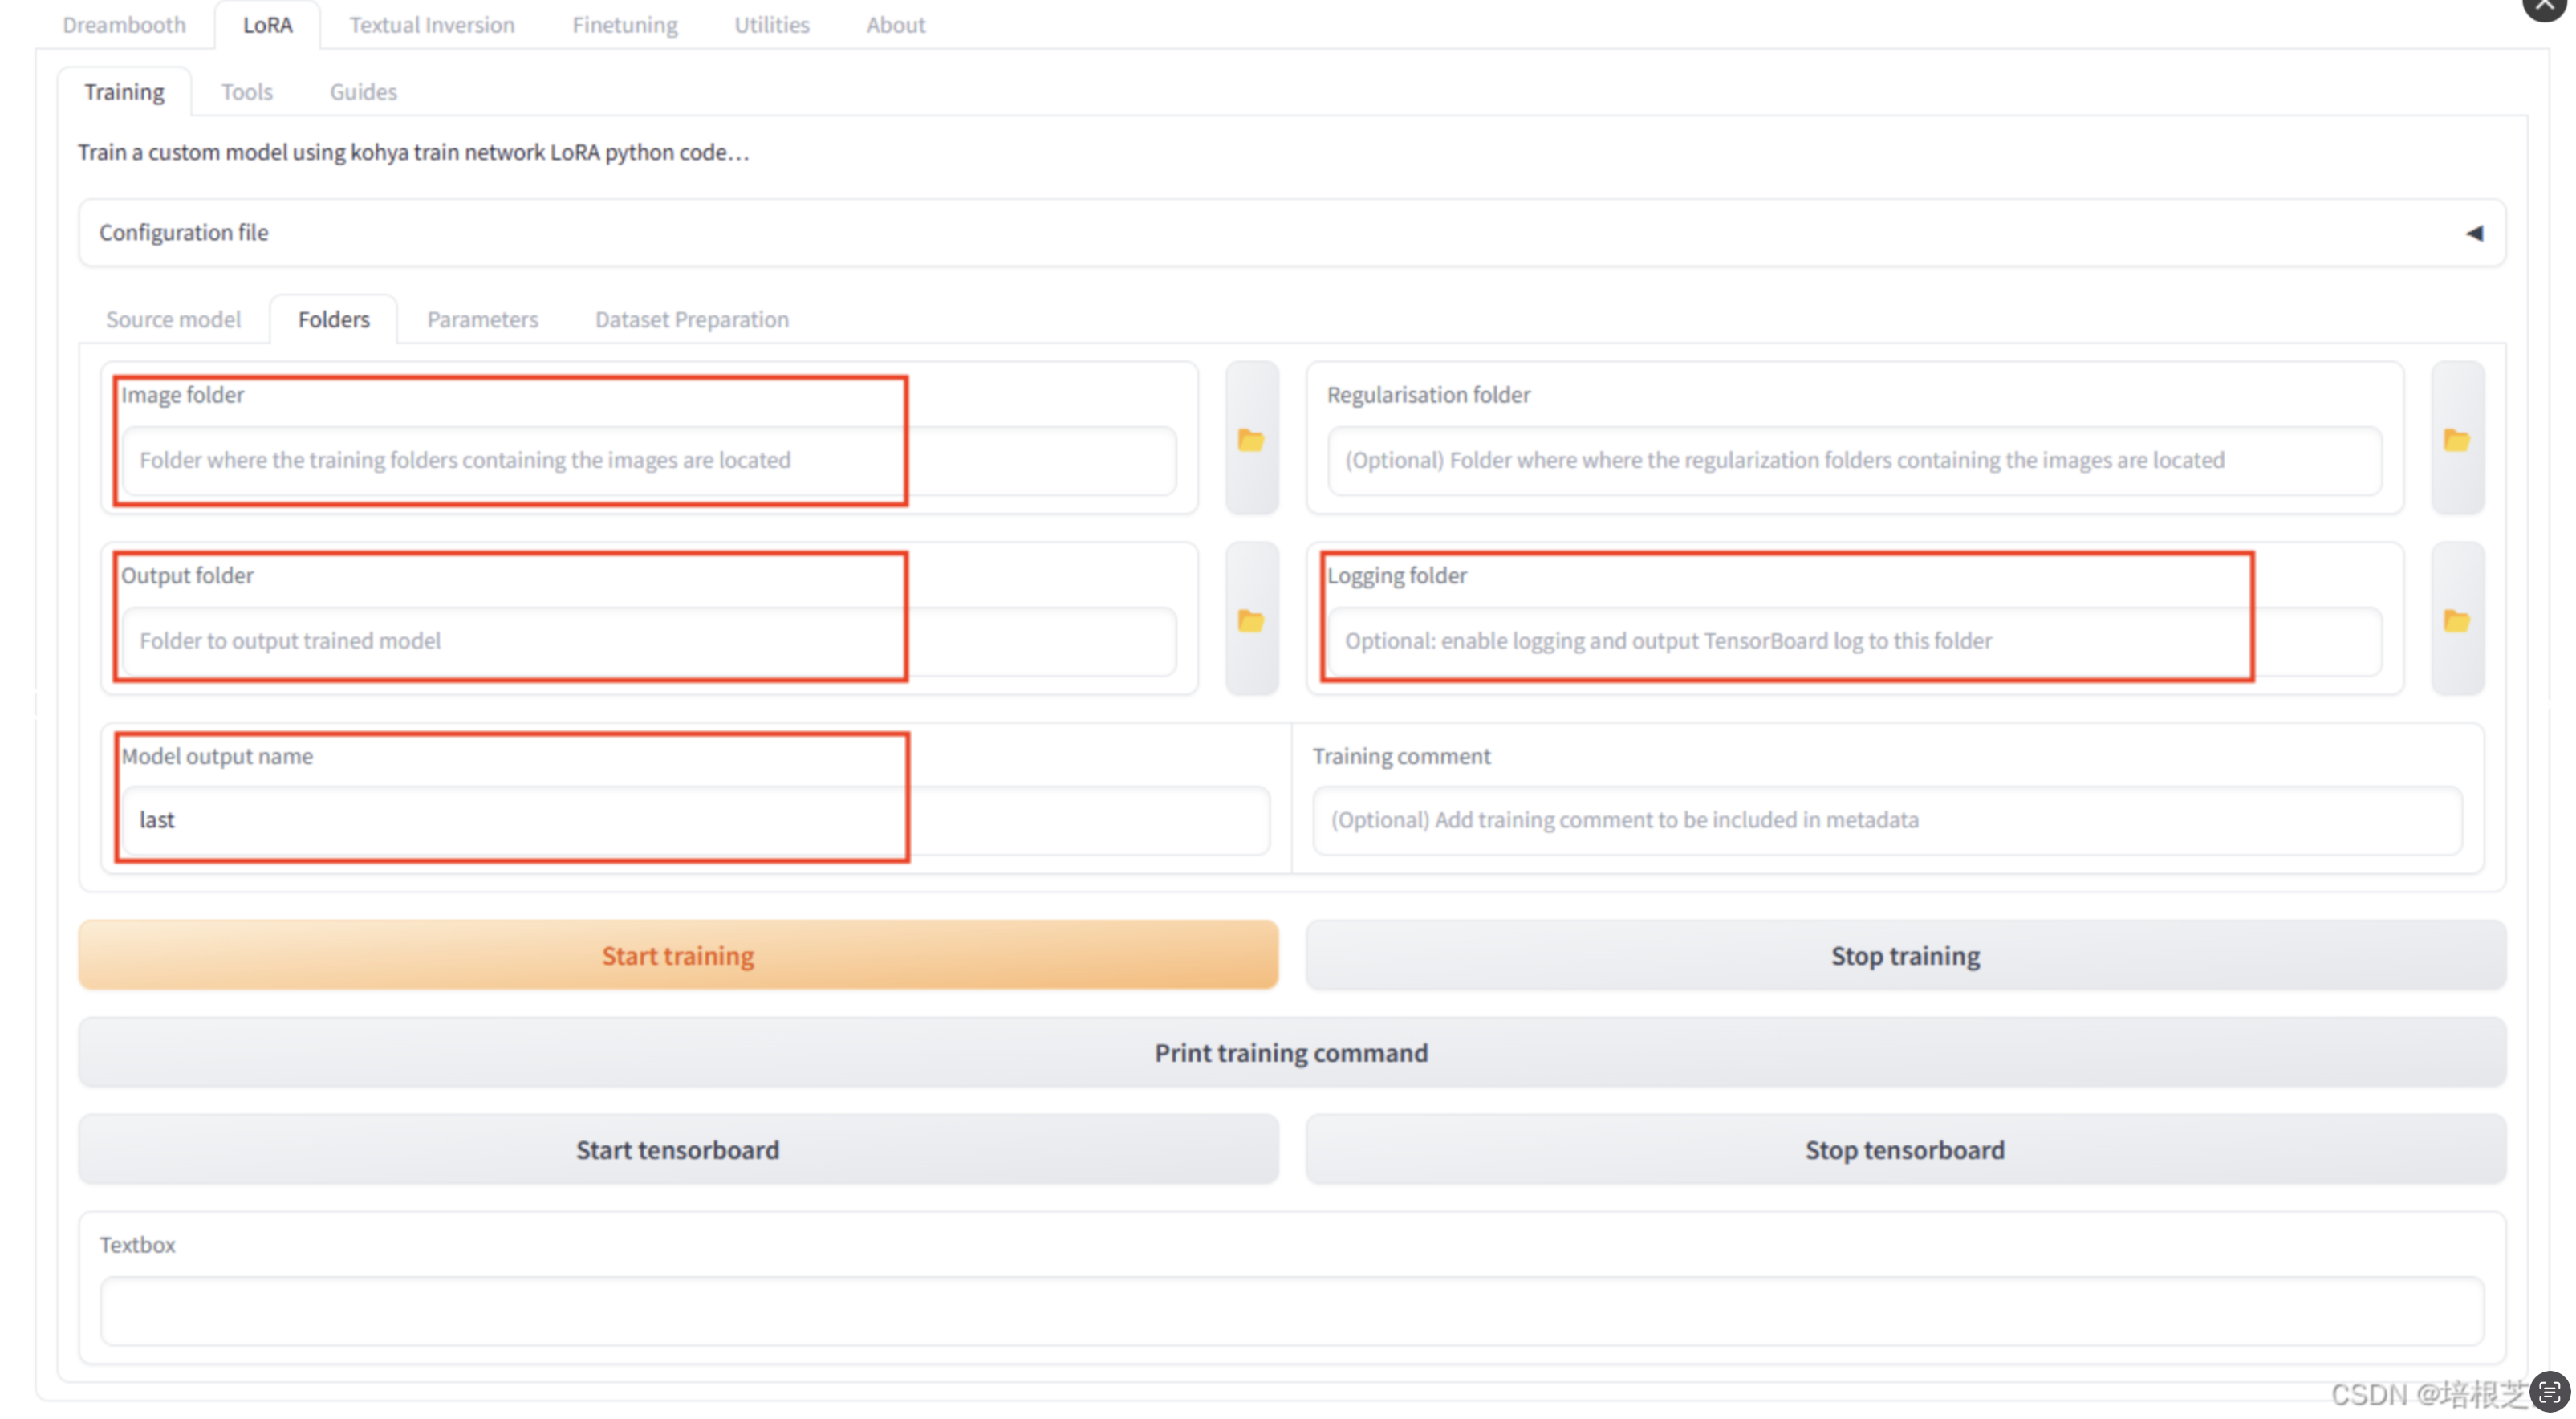 Dreambooth LoRA Textual Inversion Finetuning Utilities About
Training Tools Guides
Train a custom model using kohya train network LoRA python code...
Configuration file
Source model Folders Parameters Dataset Preparation
Image folder Regularisation folder
Folder where the training folders containing the images are located (Optional) Folder where where the regularization folders containing the images are located
Output folder Logging folder
Folder to output trained model Optional: enable logging and output TensorBoard log to this folder
Model output name Training comment
last (Optional) Add training comment to be included in metadata
Start training Stop training
Print training command
Start tensorboard Stop tensorboard
Textbox
CSDN @培根芝